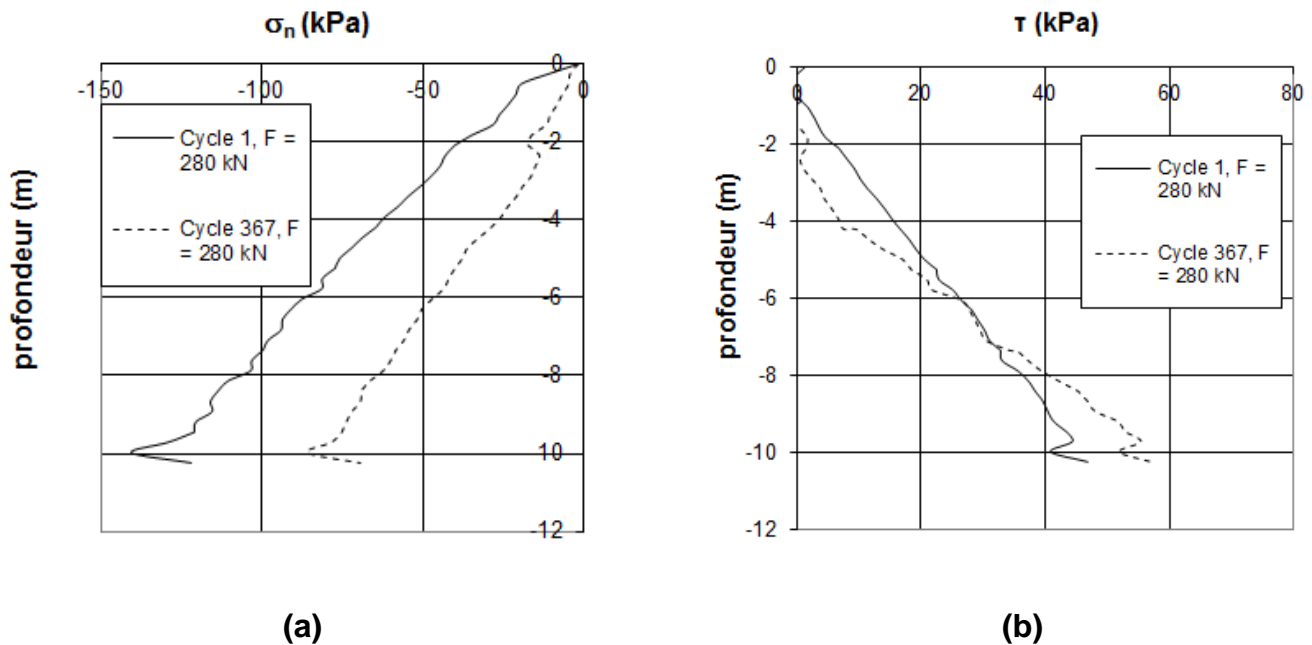 σn (kPa)
-150
-100
-50
0
0
-2
-4
-6
-8
-10
-12
profondeur (m)
Cycle 1, F =
280 kN
Cycle 367, F
= 280 kN
(a)
τ (kPa)
0
20
40
60
80
0
-2
-4
-6
-8
-10
-12
profondeur (m)
Cycle 1, F =
280 kN
Cycle 367, F
= 280 kN
(b)